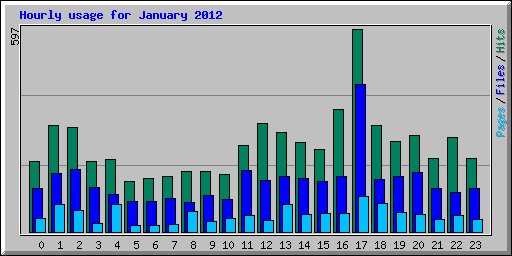 Hourly usage for January 2012
597
Pages / Files / Hits
0 1 2 3 4 5 6 7 8 9 10 11 12 13 14 15 16 17 18 19 20 21 22 23